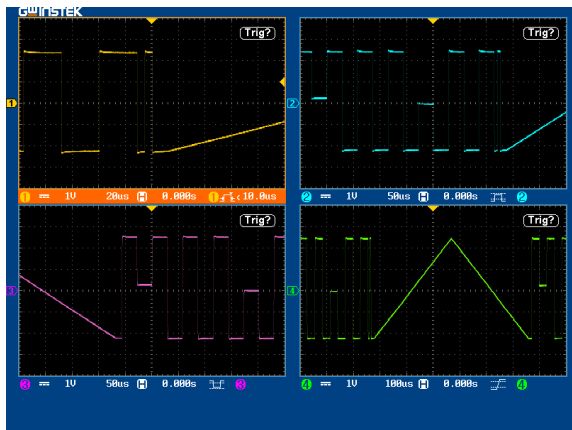 GWINSTEK
Trig?
Trig?
1
2
1 1V 20us H 0.000s 1 <10.0us
2 1V 50us H 0.000s 2
Trig?
Trig?
3
4
3 1V 50us H 0.000s 3
4 1V 100us H 0.000s 4